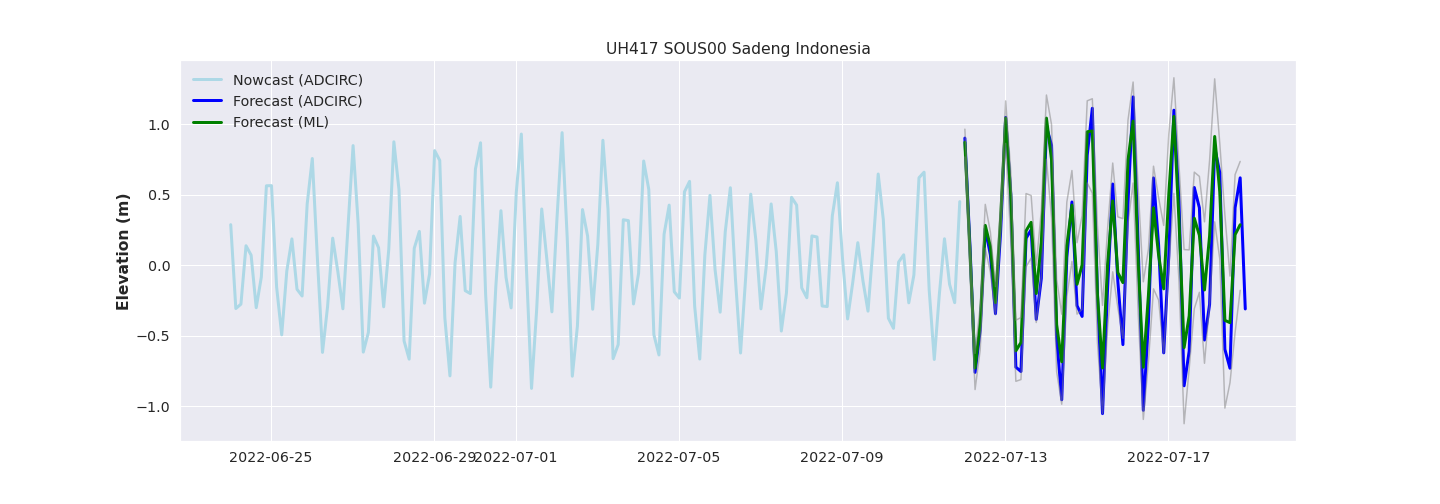 UH417 SOUS00 Sadeng Indonesia
Nowcast (ADCIRC)
Forecast (ADCIRC)
Forecast (ML)
Elevation (m)
1.0
0.5
0.0
−0.5
−1.0
2022-06-25 2022-06-29 2022-07-01 2022-07-05 2022-07-09 2022-07-13 2022-07-17